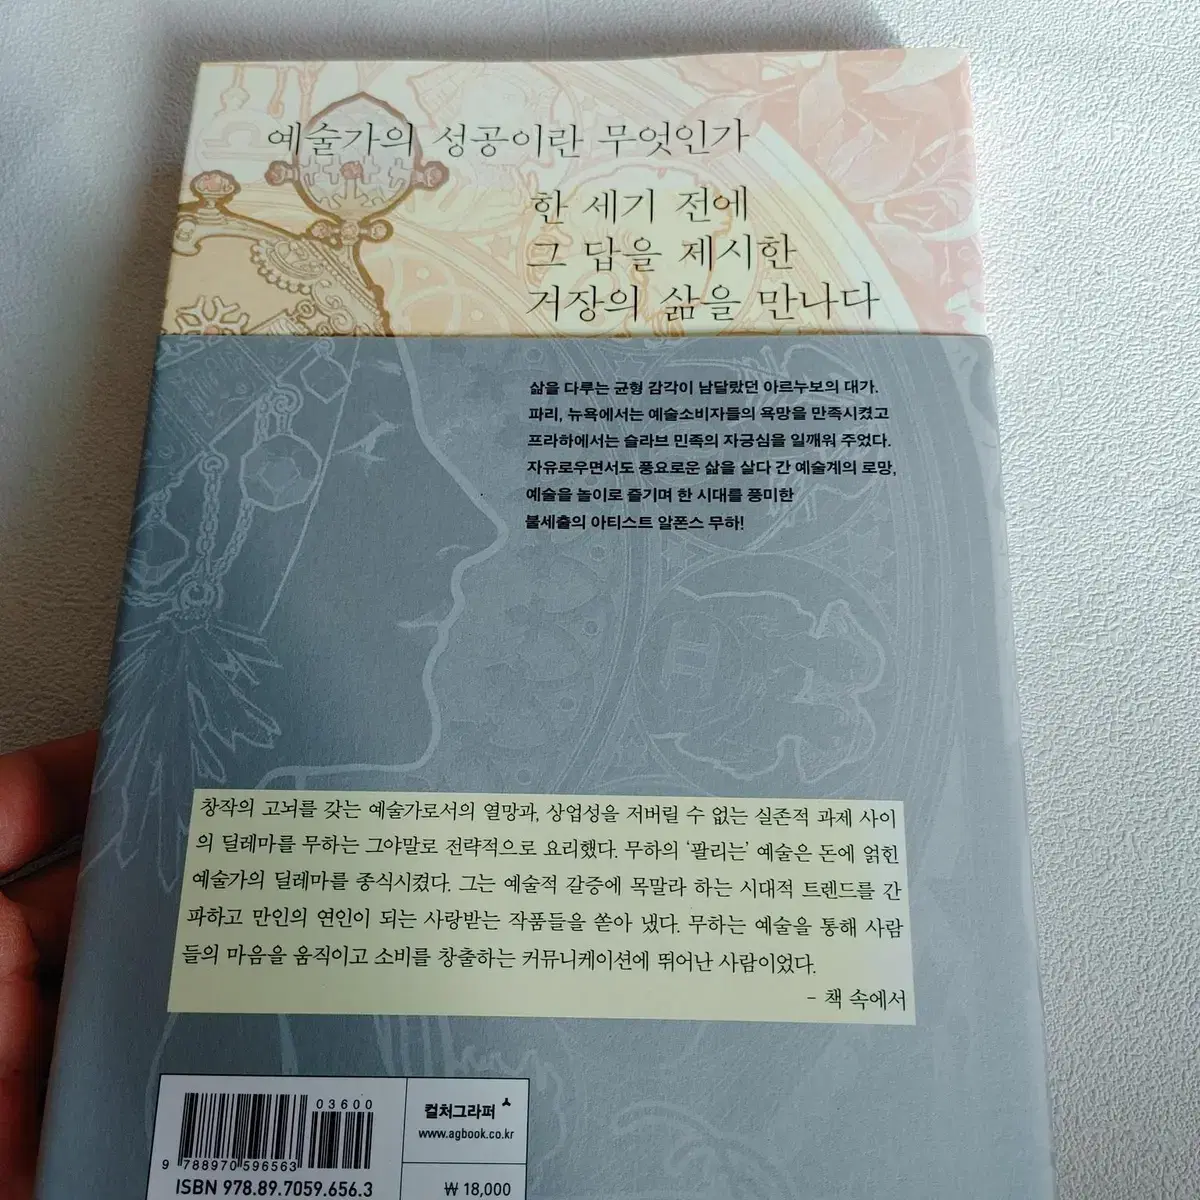 예술가의 성공이란 무엇인가
한 세기 전에
그 답을 제시한
거장의 삶을 만나다
삶을 다루는 균형 감각이 남달랐던 아르누보의 대가.
파리, 뉴욕에서는 예술소비자들의 욕망을 만족시켰고
프라하에서는 슬라브 민족의 자긍심을 일깨워 주었다.
자유로우면서도 풍요로운 삶을 살다 간 예술계의 로망,
예술을 놀이로 즐기며 한 시대를 풍미한
불세출의 아티스트 알폰스 무하!
창작의 고뇌를 갖는 예술가로서의 열망과, 상업성을 저버릴 수 없는 실존적 과제 사이
의 딜레마를 무하는 그야말로 전략적으로 요리했다. 무하의 ‘팔리는’ 예술은 돈에 얽힌
예술가의 딜레마를 종식시켰다. 그는 예술적 갈증에 목말라 하는 시대적 트렌드를 간
파하고 만인의 연인이 되는 사랑받는 작품들을 쏟아 냈다. 무하는 예술을 통해 사람
들의 마음을 움직이고 소비를 창출하는 커뮤니케이션에 뛰어난 사람이었다.
– 책 속에서
03600
9 788970 596563
ISBN 978.89.7059.656.3
컬처그라퍼
www.agbook.co.kr
₩ 18,000